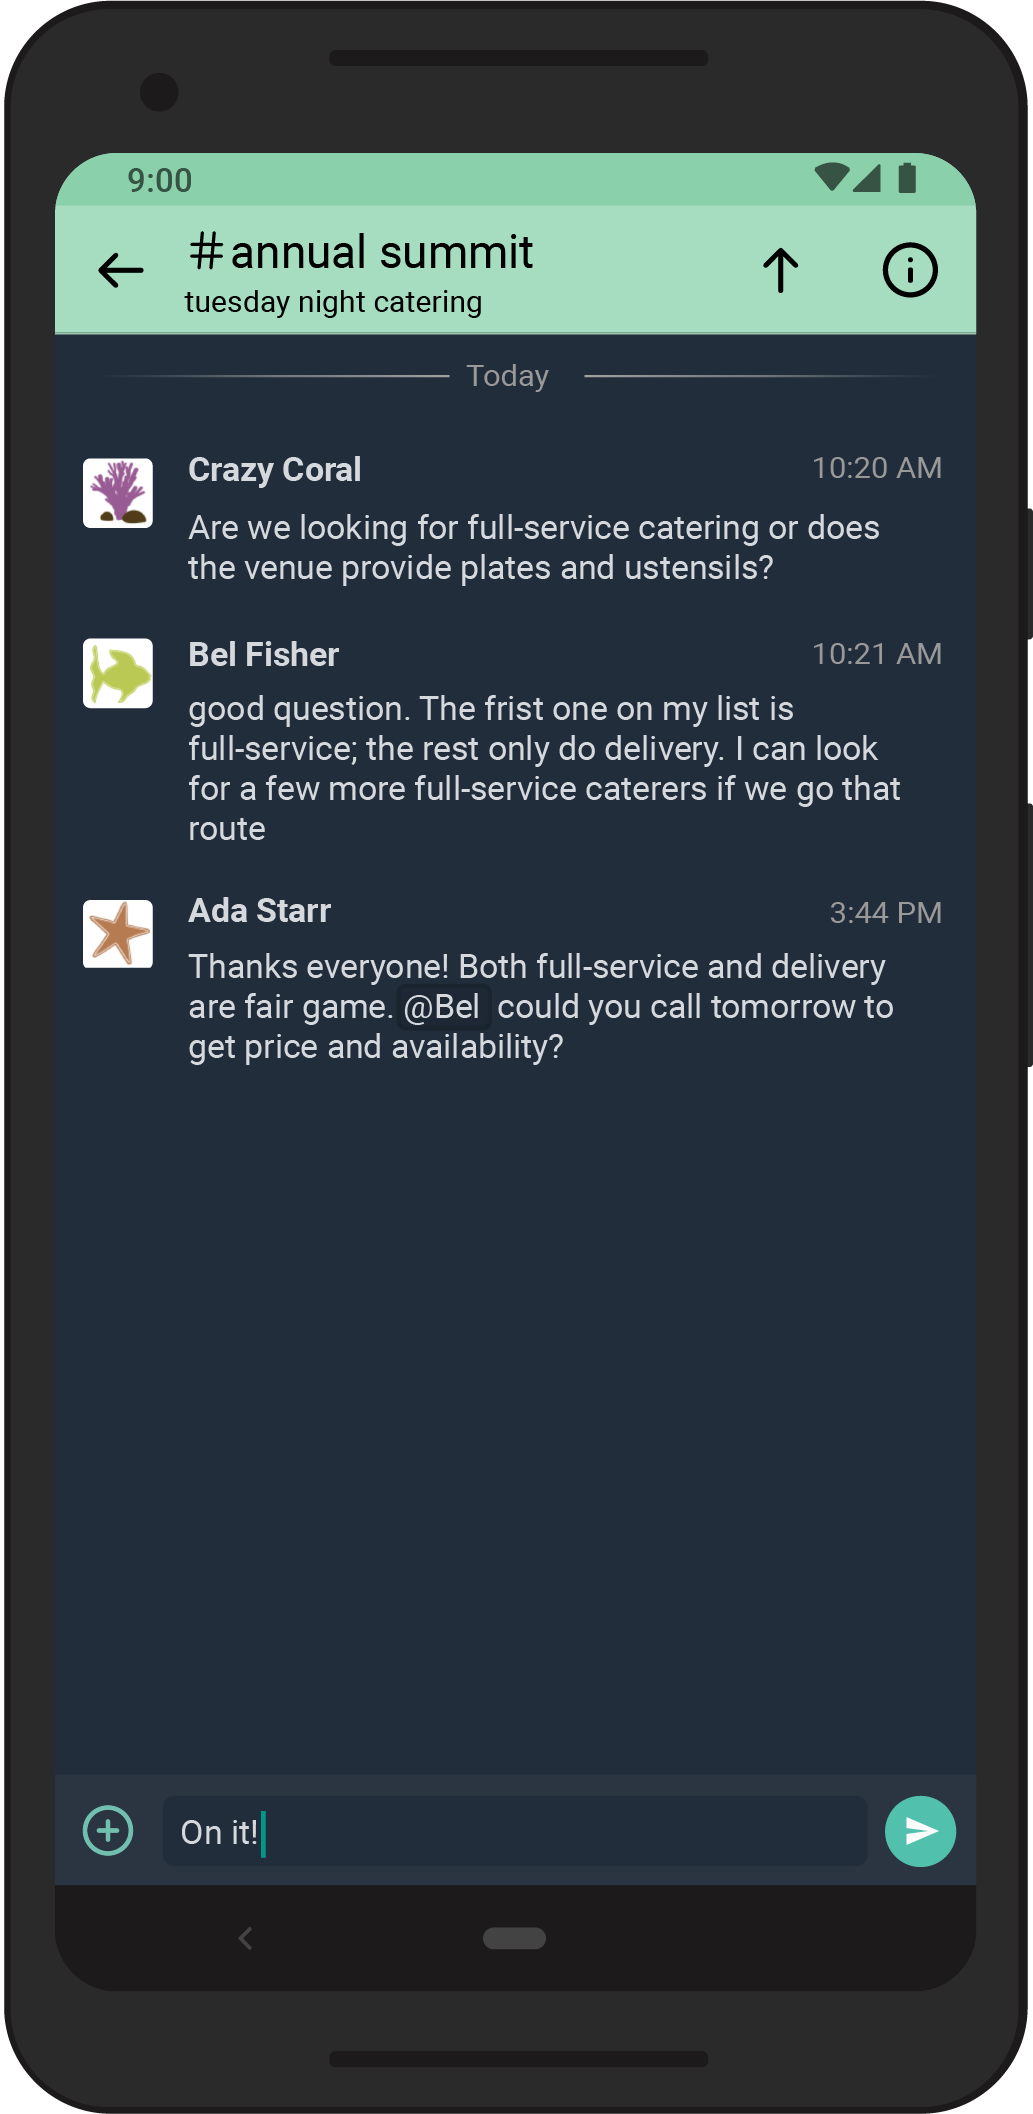 9:00
#annual summit
tuesday night catering
Today
Crazy Coral 10:20 AM
Are we looking for full-service catering or does
the venue provide plates and ustensils?
Bel Fisher 10:21 AM
good question. The frist one on my list is
full-service; the rest only do delivery. I can look
for a few more full-service caterers if we go that
route
Ada Starr 3:44 PM
Thanks everyone! Both full-service and delivery
are fair game. @Bel could you call tomorrow to
get price and availability?
On it!